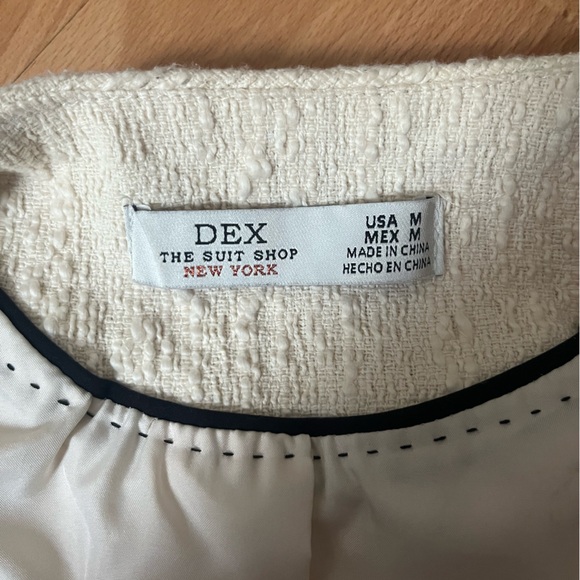 DEX
THE SUIT SHOP
NEW YORK
USA M
MEX M
MADE IN CHINA
HECHO EN CHINA